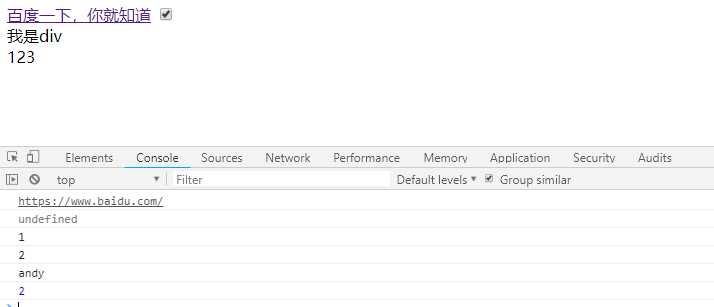 百度一下，你就知道
我是div
123
Elements Console Sources Network Performance Memory Application Security Audits
top Filter Default levels Group similar
https://www.baidu.com/
undefined
1
2
andy
2